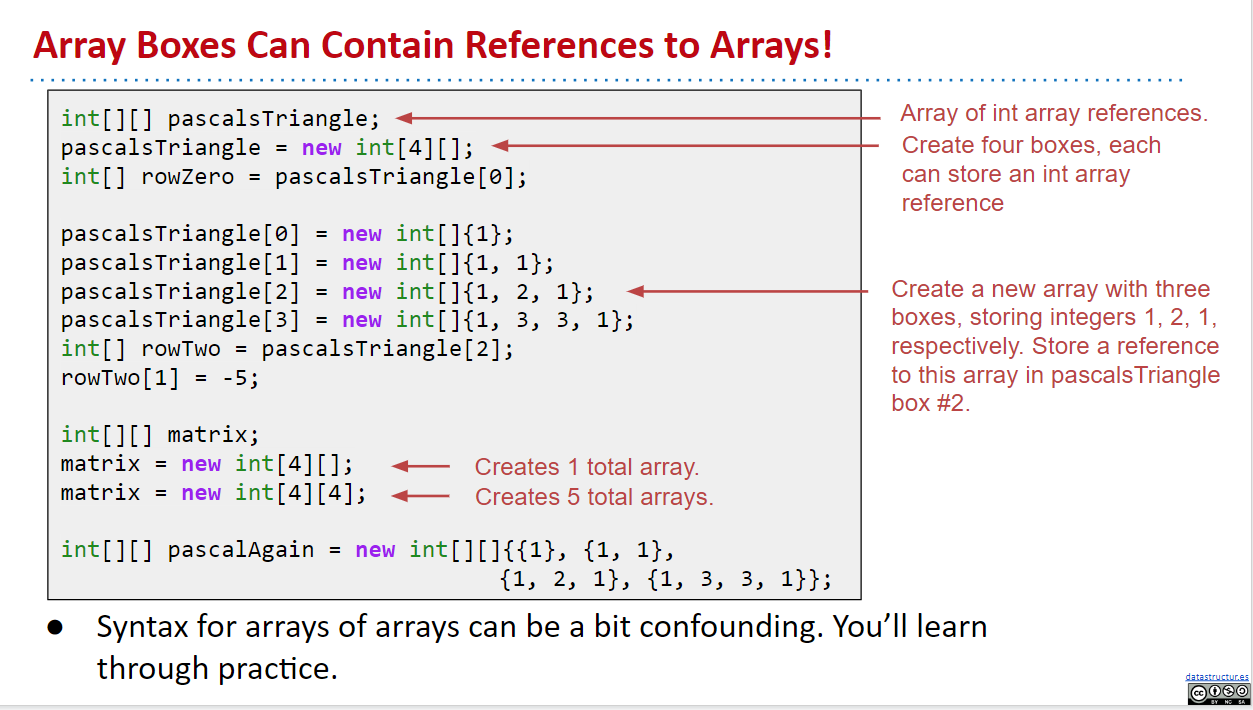 Array Boxes Can Contain References to Arrays!
int[][] pascalsTriangle;
Array of int array references.
pascalsTriangle = new int[4][];
Create four boxes, each
can store an int array
reference
int[] rowZero = pascalsTriangle[0];
pascalsTriangle[0] = new int[]{1};
pascalsTriangle[1] = new int[]{1, 1};
pascalsTriangle[2] = new int[]{1, 2, 1};
Create a new array with three
boxes, storing integers 1, 2, 1,
respectively. Store a reference
to this array in pascalsTriangle
box #2.
pascalsTriangle[3] = new int[]{1, 3, 3, 1};
int[] rowTwo = pascalsTriangle[2];
rowTwo[1] = -5;
int[][] matrix;
matrix = new int[4][];
Creates 1 total array.
matrix = new int[4][4];
Creates 5 total arrays.
int[][] pascalAgain = new int[][]{{1}, {1, 1},
{1, 2, 1}, {1, 3, 3, 1}};
● Syntax for arrays of arrays can be a bit confounding. You’ll learn
through practice.
datastructur.es
cc
BY NC SA